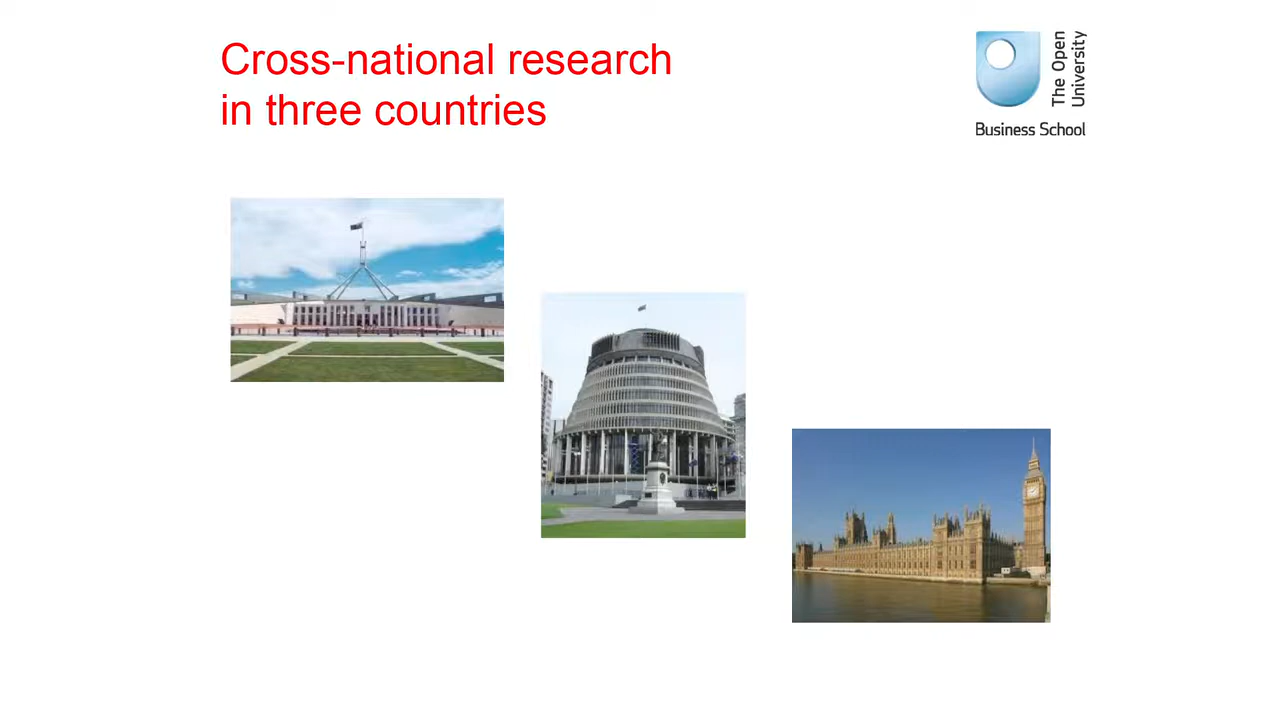 Cross-national research
in three countries
The Open
University
Business School